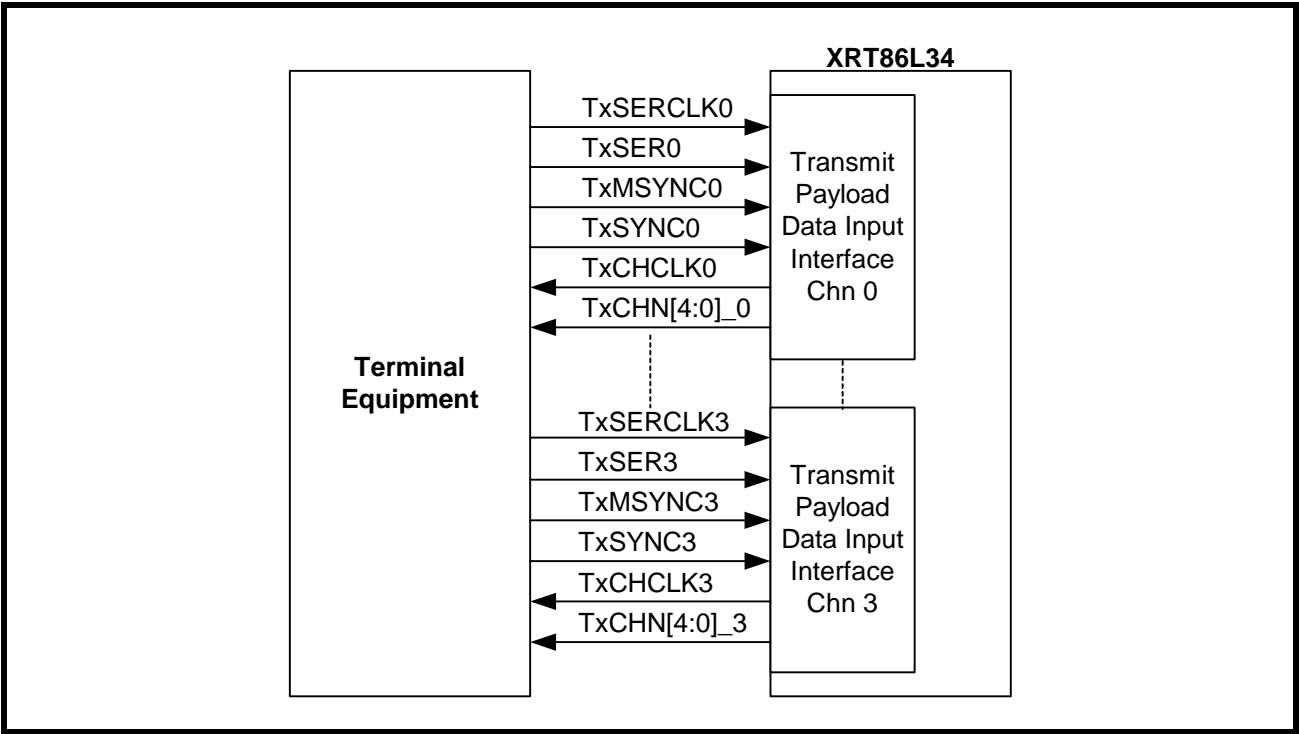 XRT86L34
Terminal
Equipment
TxSERCLK0
TxSER0
TxMSYNC0
TxSYNC0
TxCHCLK0
TxCHN[4:0]_0
Transmit
Payload
Data Input
Interface
Chn 0
TxSERCLK3
TxSER3
TxMSYNC3
TxSYNC3
TxCHCLK3
TxCHN[4:0]_3
Transmit
Payload
Data Input
Interface
Chn 3